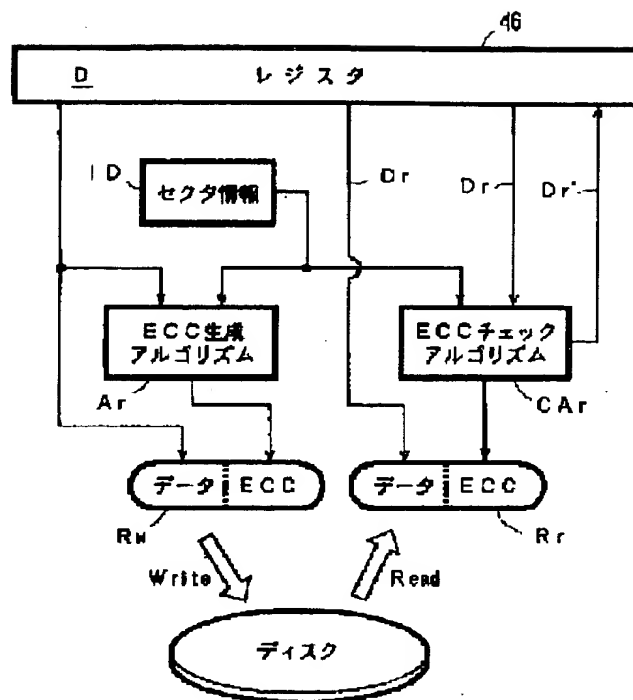 46
D レジスタ
ID
セクタ情報
Dr
Dr
Dr'
ECC生成
アルゴリズム
ECCチェック
アルゴリズム
Ar
CAr
データ ECC
データ ECC
Rw
Rr
Write
Read
ディスク